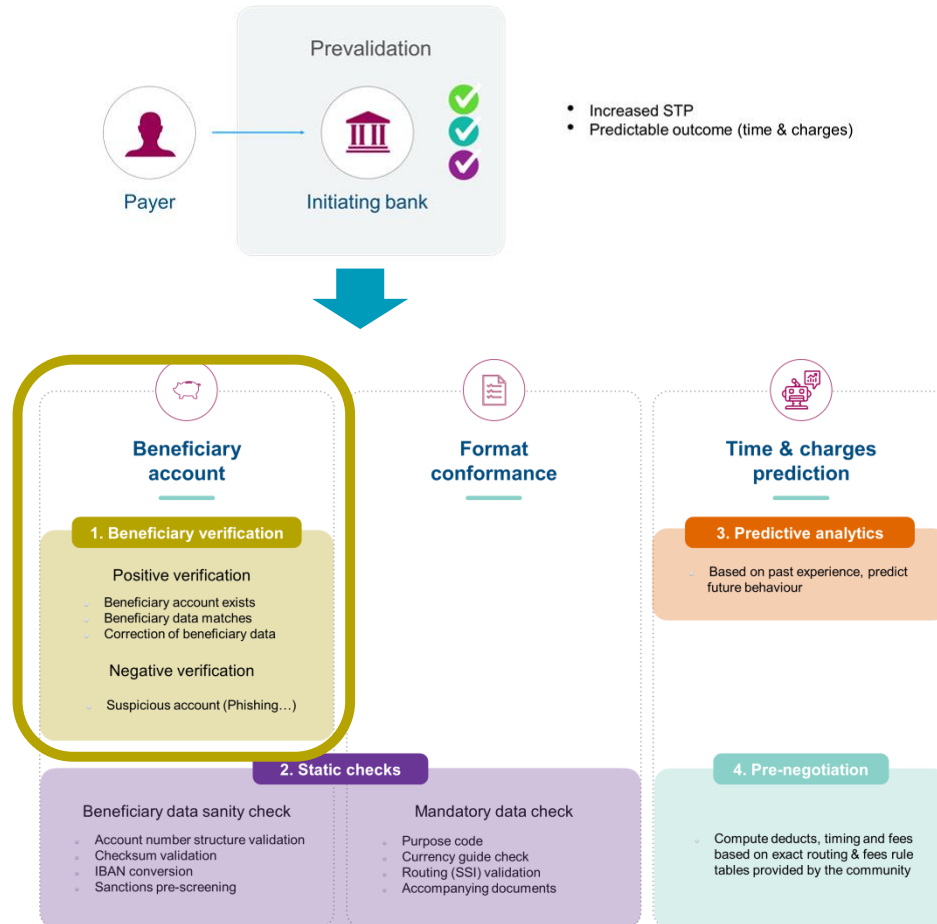 Prevalidation
Payer
Initiating bank
• Increased STP
• Predictable outcome (time & charges)
Beneficiary
account
1. Beneficiary verification
Positive verification
Beneficiary account exists
Beneficiary data matches
Correction of beneficiary data
Negative verification
Suspicious account (Phishing…)
Format
conformance
Time & charges
prediction
3. Predictive analytics
Based on past experience, predict
future behaviour
2. Static checks
Beneficiary data sanity check
Account number structure validation
Checksum validation
IBAN conversion
Sanctions pre-screening
Mandatory data check
Purpose code
Currency guide check
Routing (SSI) validation
Accompanying documents
4. Pre-negotiation
Compute deducts, timing and fees
based on exact routing & fees rule
tables provided by the community